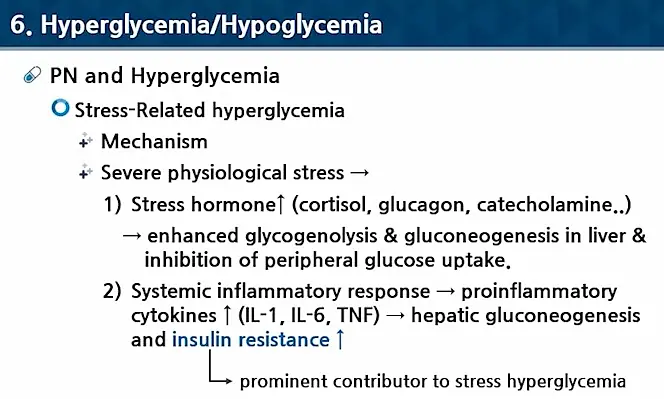 6. Hyperglycemia/Hypoglycemia
PN and Hyperglycemia
Stress-Related hyperglycemia
Mechanism
Severe physiological stress →
1) Stress hormone↑ (cortisol, glucagon, catecholamine..)
→ enhanced glycogenolysis & gluconeogenesis in liver &
inhibition of peripheral glucose uptake.
2) Systemic inflammatory response → proinflammatory
cytokines ↑ (IL-1, IL-6, TNF) → hepatic gluconeogenesis
and insulin resistance ↑
prominent contributor to stress hyperglycemia